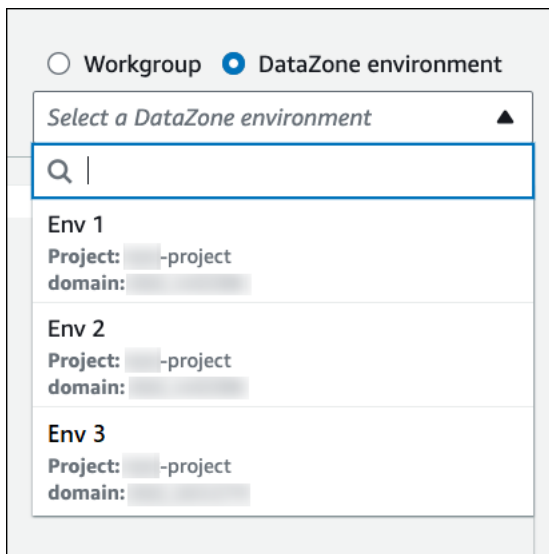 Workgroup DataZone environment
Select a DataZone environment
Env 1
Project: -project
domain:
Env 2
Project: -project
domain:
Env 3
Project: -project
domain: